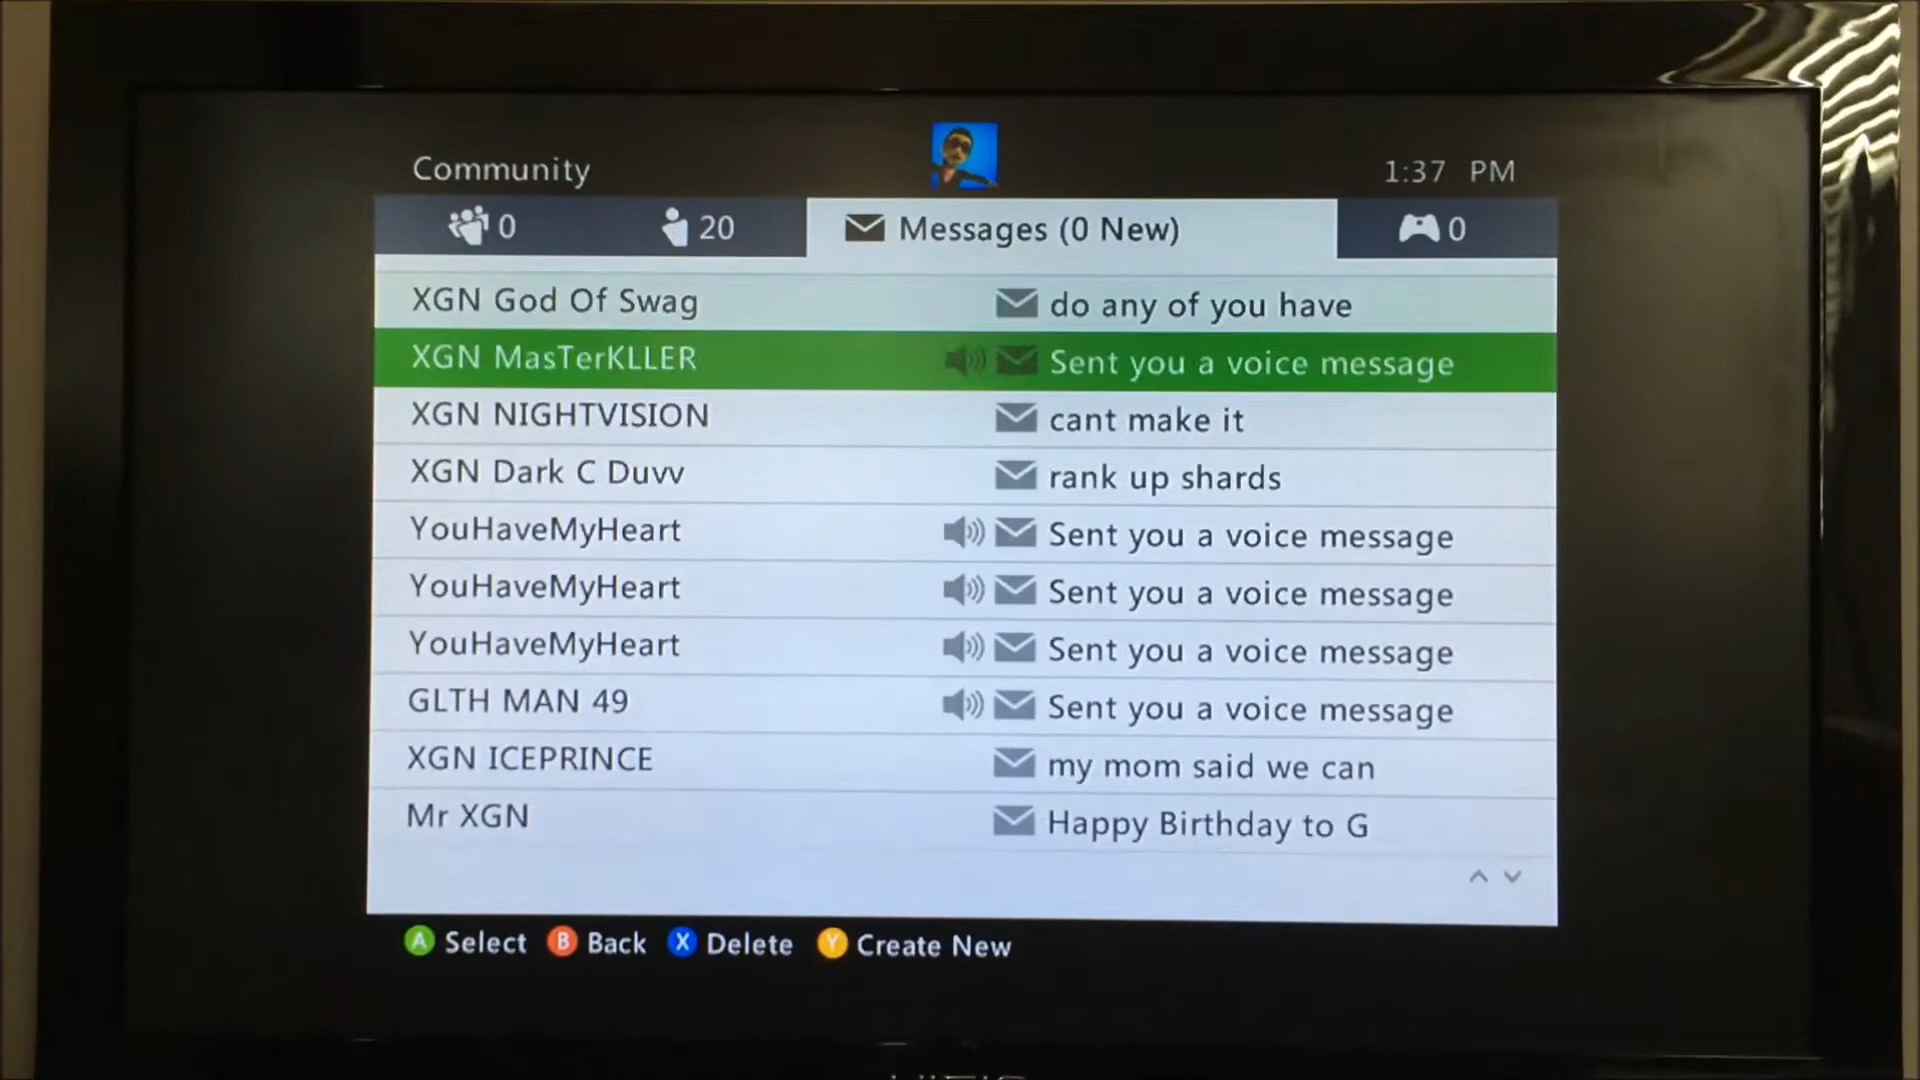 Community
1:37 PM
0
20
Messages (0 New)
0
XGN God Of Swag do any of you have
XGN MasTerKLLER Sent you a voice message
XGN NIGHTVISION cant make it
XGN Dark C Duvv rank up shards
YouHaveMyHeart Sent you a voice message
YouHaveMyHeart Sent you a voice message
YouHaveMyHeart Sent you a voice message
GLTH MAN 49 Sent you a voice message
XGN ICEPRINCE my mom said we can
Mr XGN Happy Birthday to G
A Select B Back X Delete Y Create New